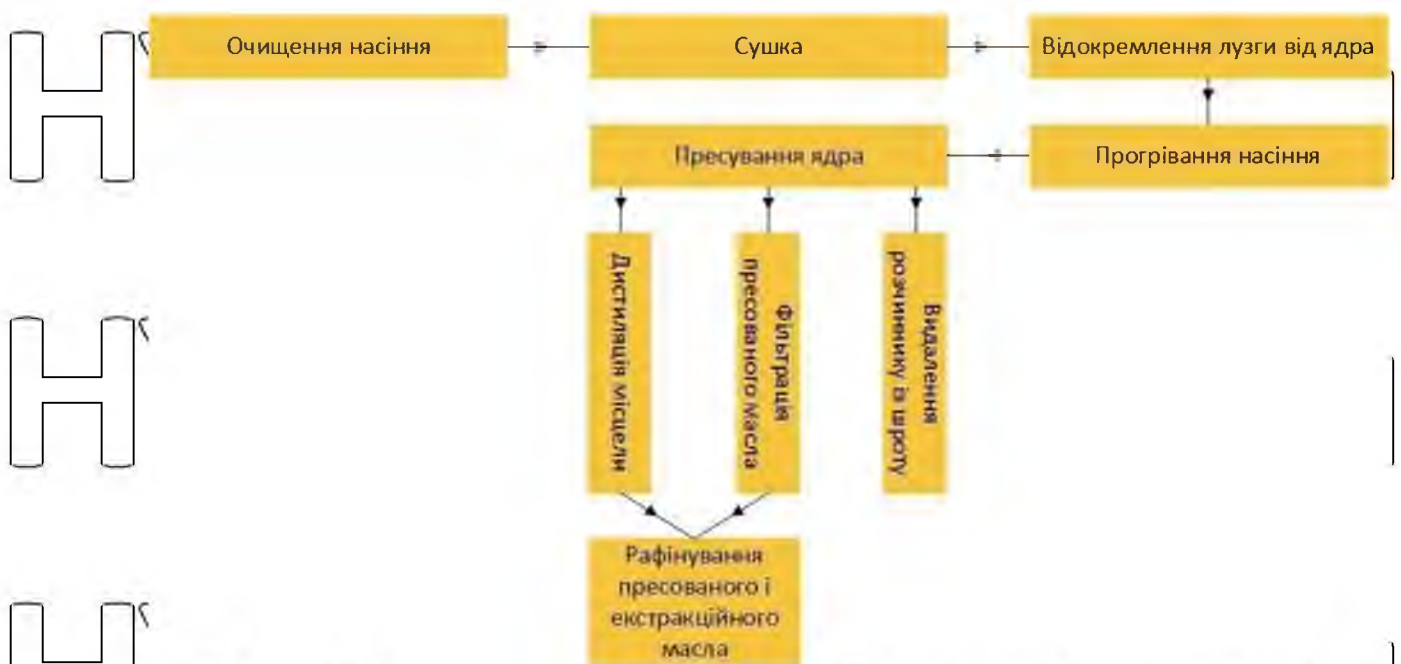 Очищення насіння
Сушка
Відокремлення лузги від ядра
Пресування ядра
Прогрівання насіння
Дистиляція місцели
Фільтрація
пресованого масла
Видалення
розчиннику із шроту
Рафінування
пресованого і
екстракційного
масла
Н
Н
Н